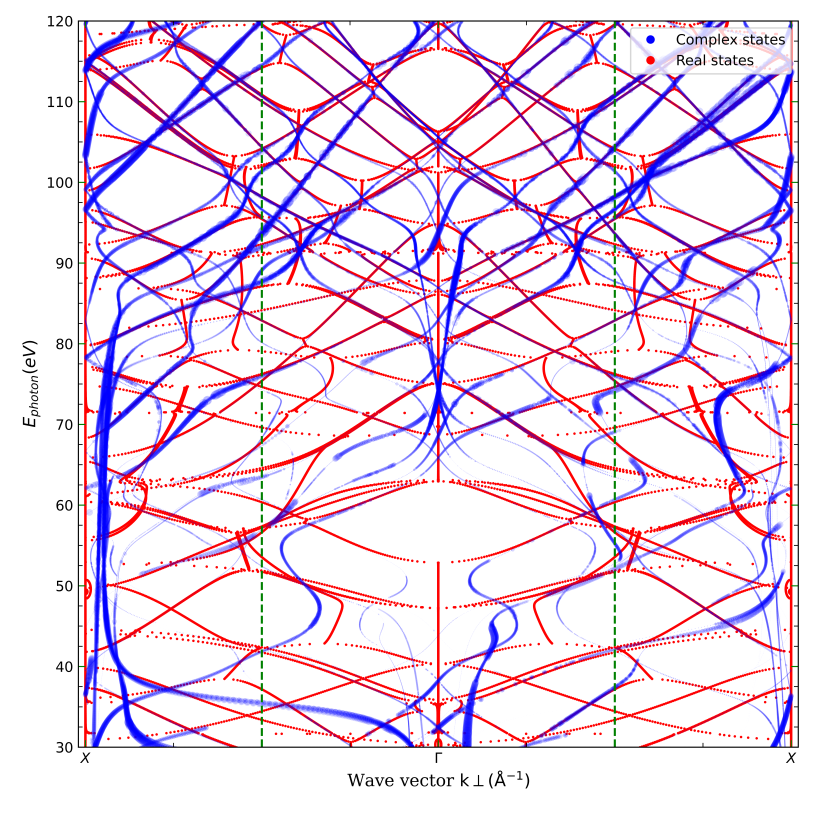 120
110
100
90
80
70
60
50
40
30
E_photon(eV)
Complex states
Real states
X Γ X
Wave vector k⊥(Å⁻¹)